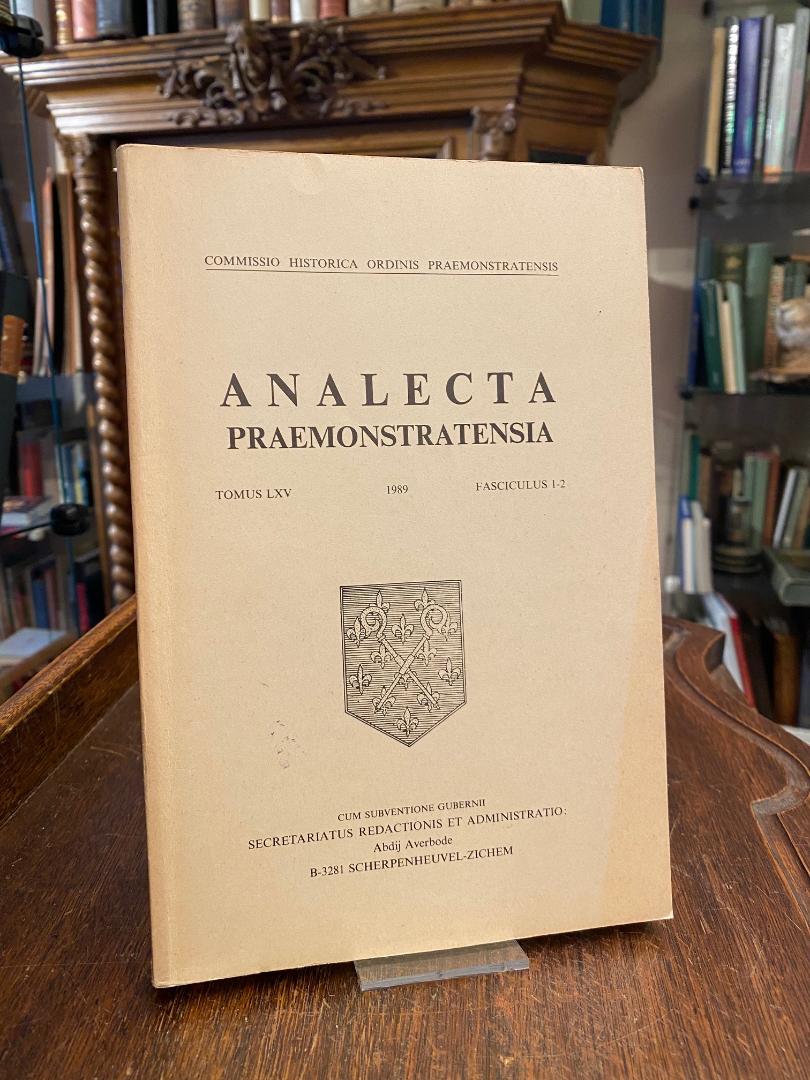 COMMISSIO HISTORICA ORDINIS PRAEMONSTRATENSIS
ANALECTA
PRAEMONSTRATENSIA
TOMUS LXV 1989 FASCICULUS 1-2
CUM SUBVENTIONE GUBERNII
SECRETARIATUS REDACTIONIS ET ADMINISTRATIO:
Abdij Averbode
B-3281 SCHERPENHEUVEL-ZICHEM